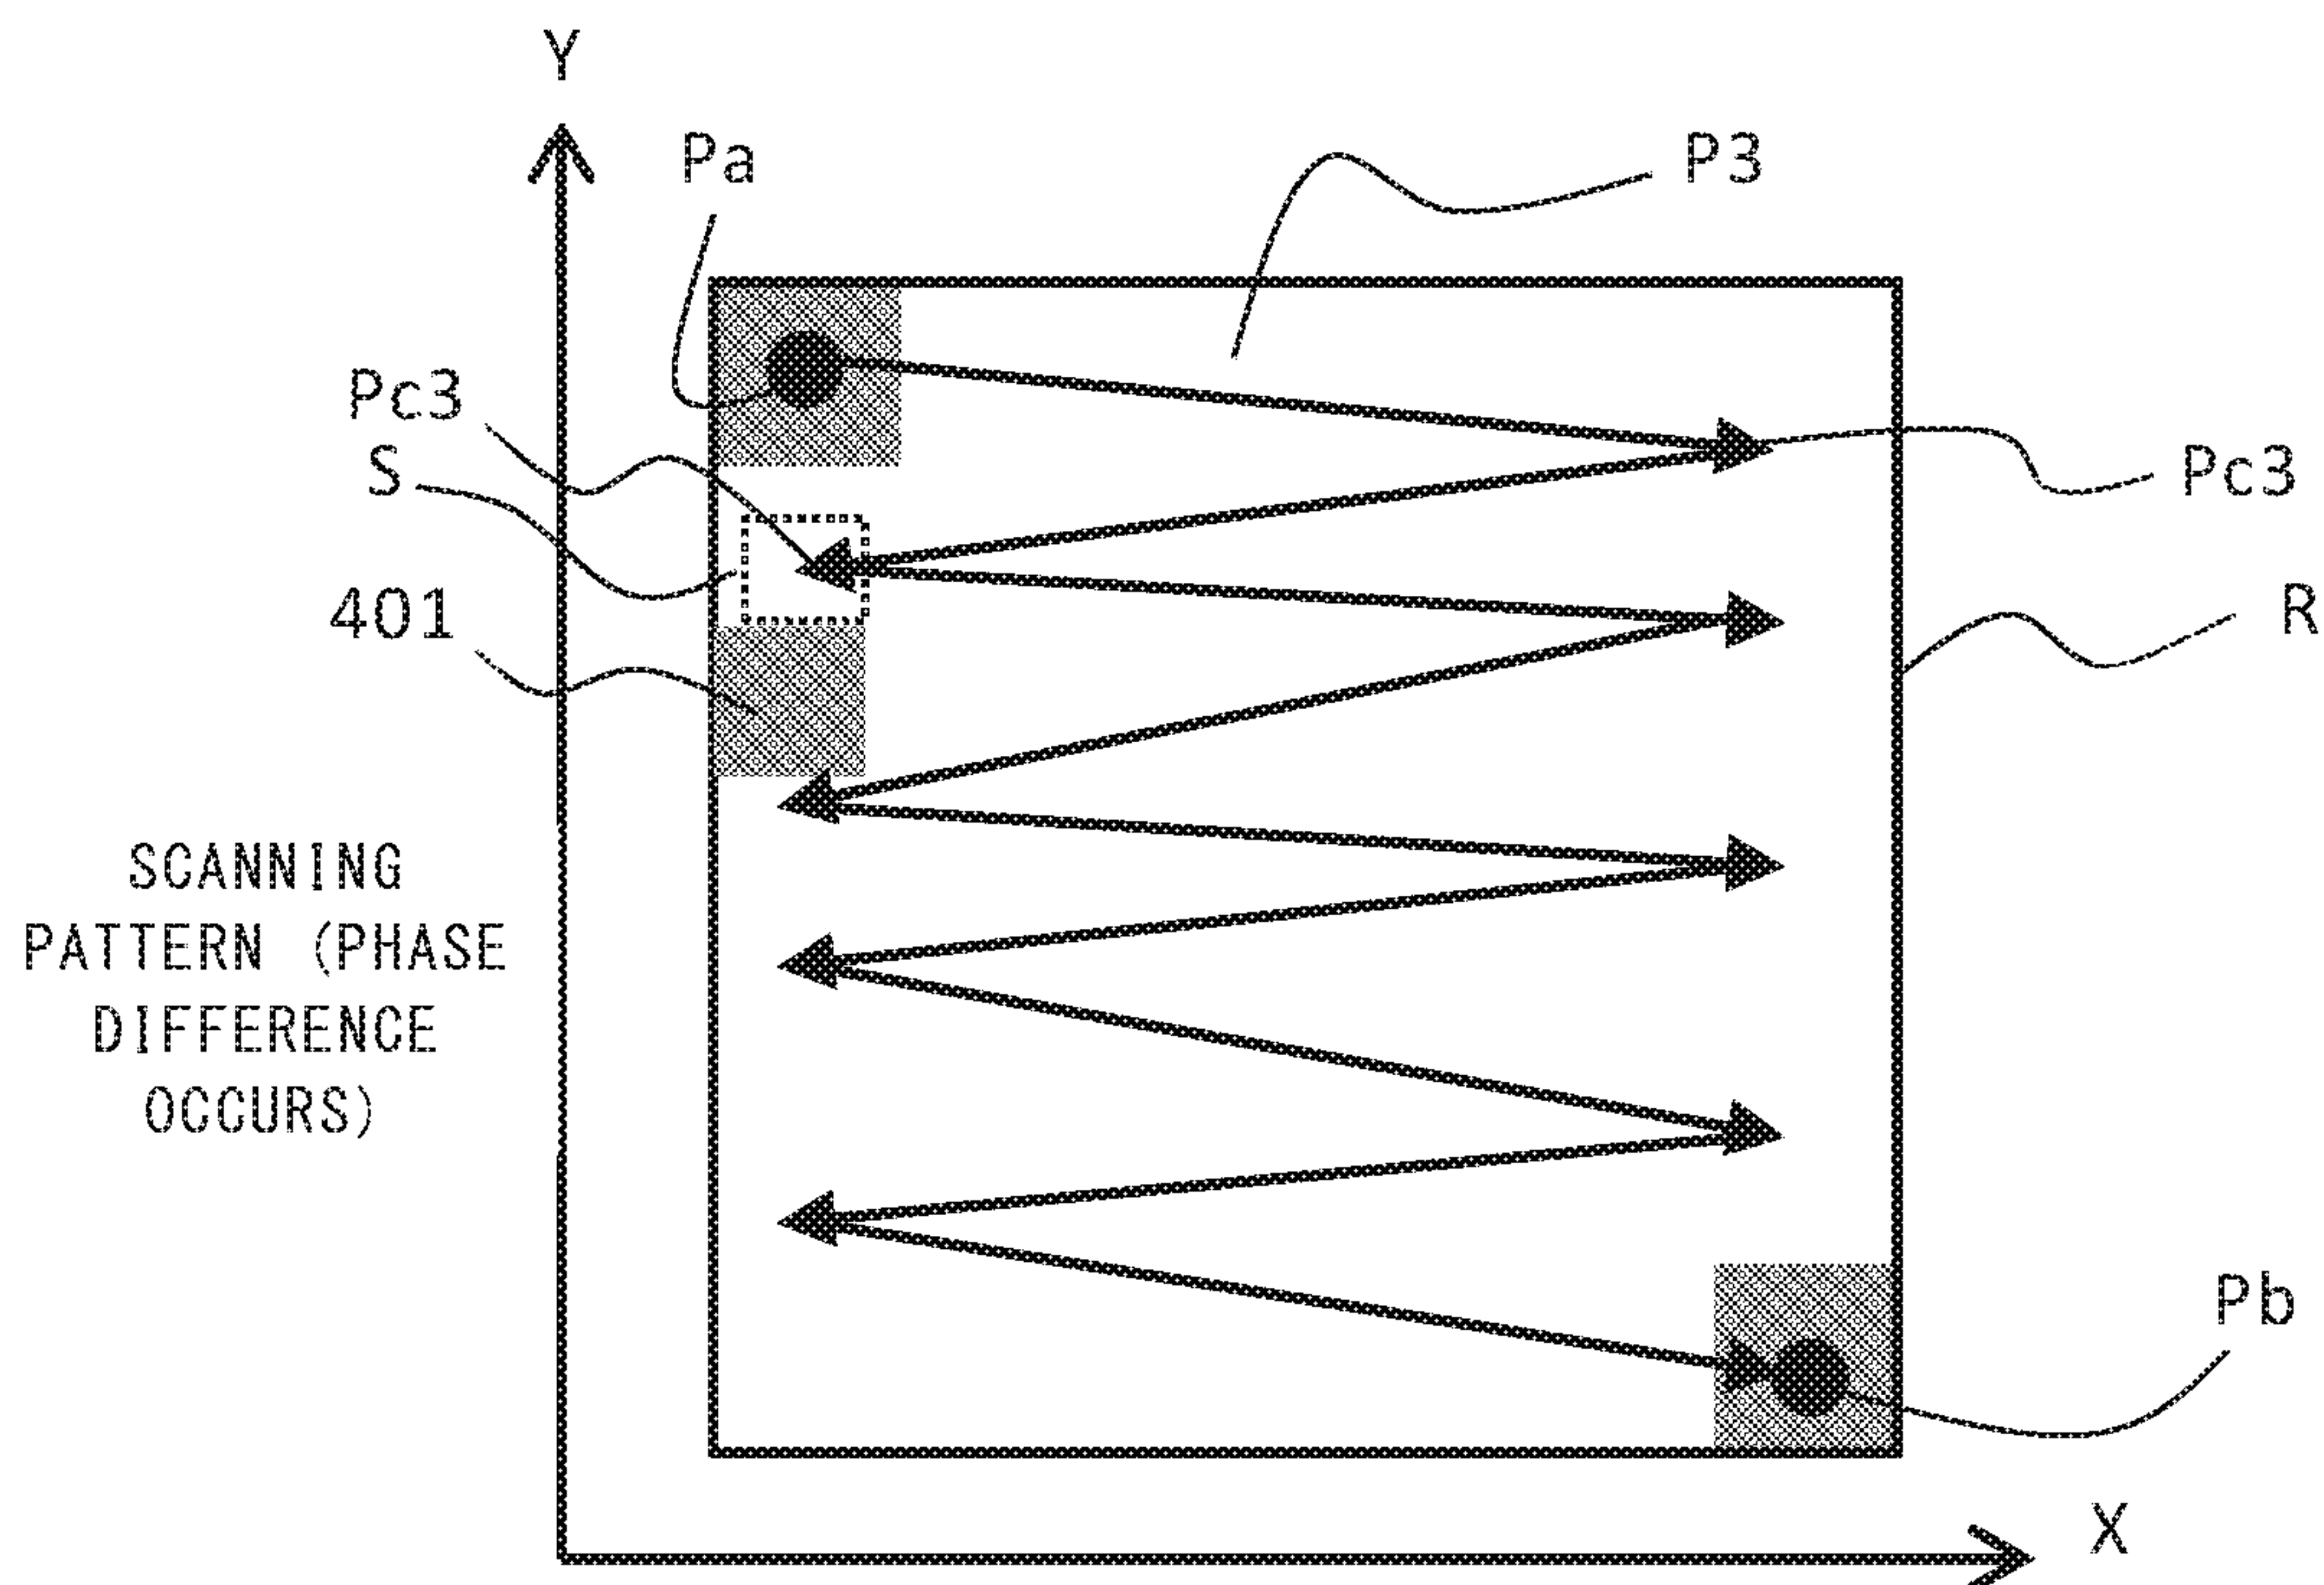 Y
Pa
P3
Pc3
S
Pc3
401
R
SCANNING
PATTERN (PHASE
DIFFERENCE
OCCURS)
Pb
X